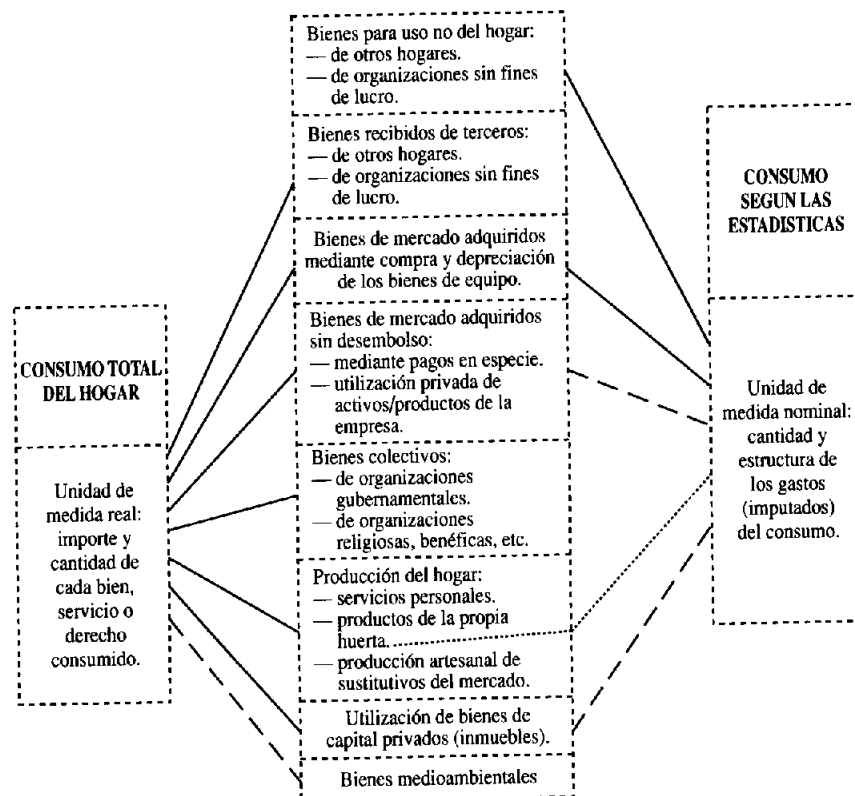 Bienes para uso no del hogar:
— de otros hogares.
— de organizaciones sin fines
de lucro.
Bienes recibidos de terceros:
— de otros hogares.
— de organizaciones sin fines
de lucro.
Bienes de mercado adquiridos
mediante compra y depreciación
de los bienes de equipo.
Bienes de mercado adquiridos
sin desembolso:
— mediante pagos en especie.
— utilización privada de
activos/productos de la
empresa.
Bienes colectivos:
— de organizaciones
gubernamentales.
— de organizaciones
religiosas, benéficas, etc.
Producción del hogar:
— servicios personales.
— productos de la propia
huerta.
— producción artesanal de
sustitutivos del mercado.
Utilización de bienes de
capital privados (inmuebles).
Bienes medioambientales
CONSUMO TOTAL
DEL HOGAR
Unidad de
medida real:
importe y
cantidad de
cada bien,
servicio o
derecho
consumido.
CONSUMO
SEGUN LAS
ESTADISTICAS
Unidad de
medida nominal:
cantidad y
estructura de
los gastos
(imputados)
del consumo.